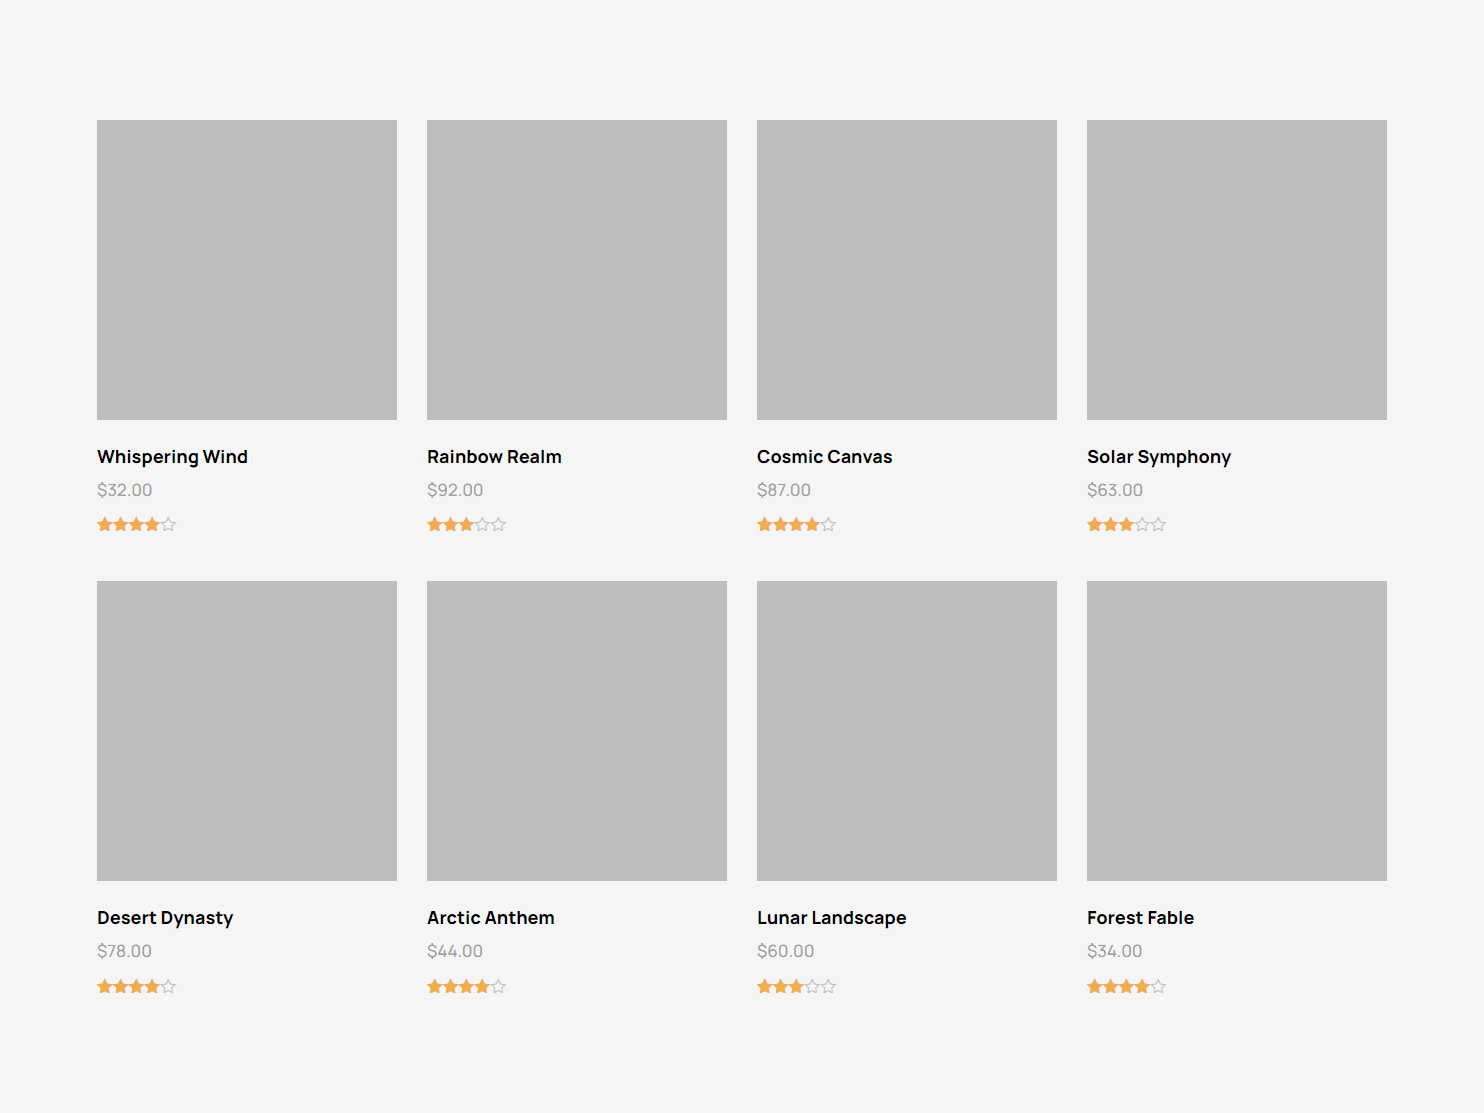 Whispering Wind
$32.00
Rainbow Realm
$92.00
Cosmic Canvas
$87.00
Solar Symphony
$63.00
Desert Dynasty
$78.00
Arctic Anthem
$44.00
Lunar Landscape
$60.00
Forest Fable
$34.00